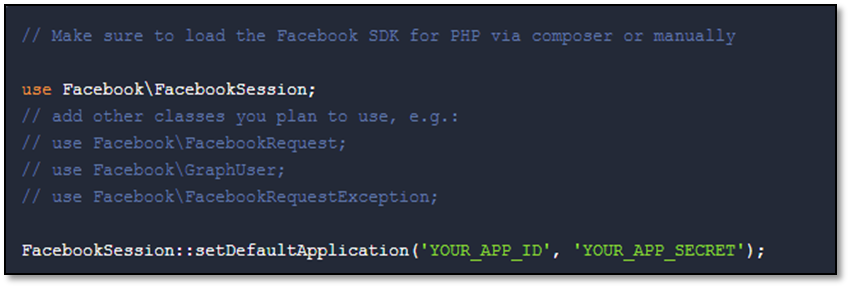 // Make sure to load the Facebook SDK for PHP via composer or manually
use Facebook\FacebookSession;
// add other classes you plan to use, e.g.:
// use Facebook\FacebookRequest;
// use Facebook\GraphUser;
// use Facebook\FacebookRequestException;
FacebookSession::setDefaultApplication('YOUR_APP_ID', 'YOUR_APP_SECRET');